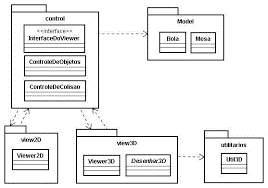 control
<<interface>>
InterfaceDoViewer
ControleDeObjetos
ControleDeColisao
Model
Bola
Mesa
view2D
Viewer2D
view3D
Viewer3D
Desenhar3D
utilitarios
Util3D